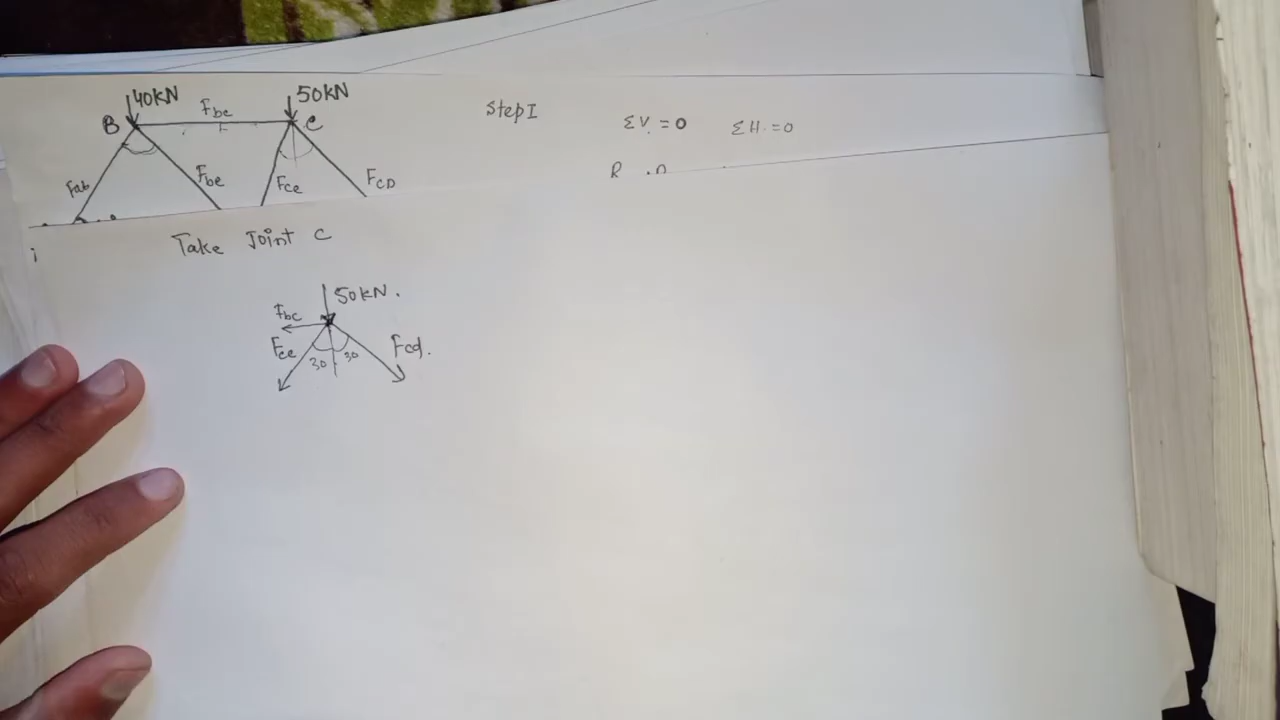 40KN
50KN
Fbc
B
C
Step I
ΣV.=0 ΣH.=0
Fab
Fbe
Fce
FCD
Take Joint C
50KN.
Fbc
Fce
Fcd.
30 30